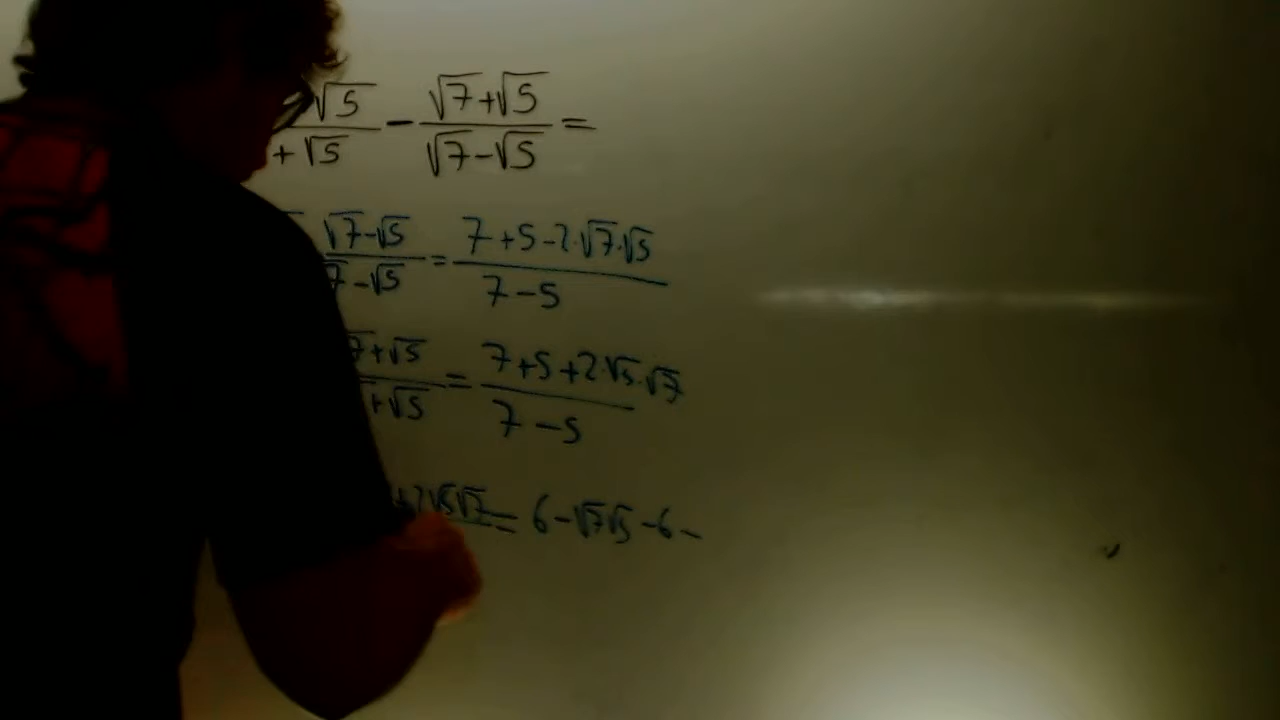 √5/+√5 - (√7+√5)/(√7-√5) =
(√7-√5)/(7-√5) = (7+5-2·√7·√5)/(7-5)
(7+√5)/(+√5) = (7+5+2·√5·√7)/(7-5)
+2√5√7 = 6-√7√5-6-